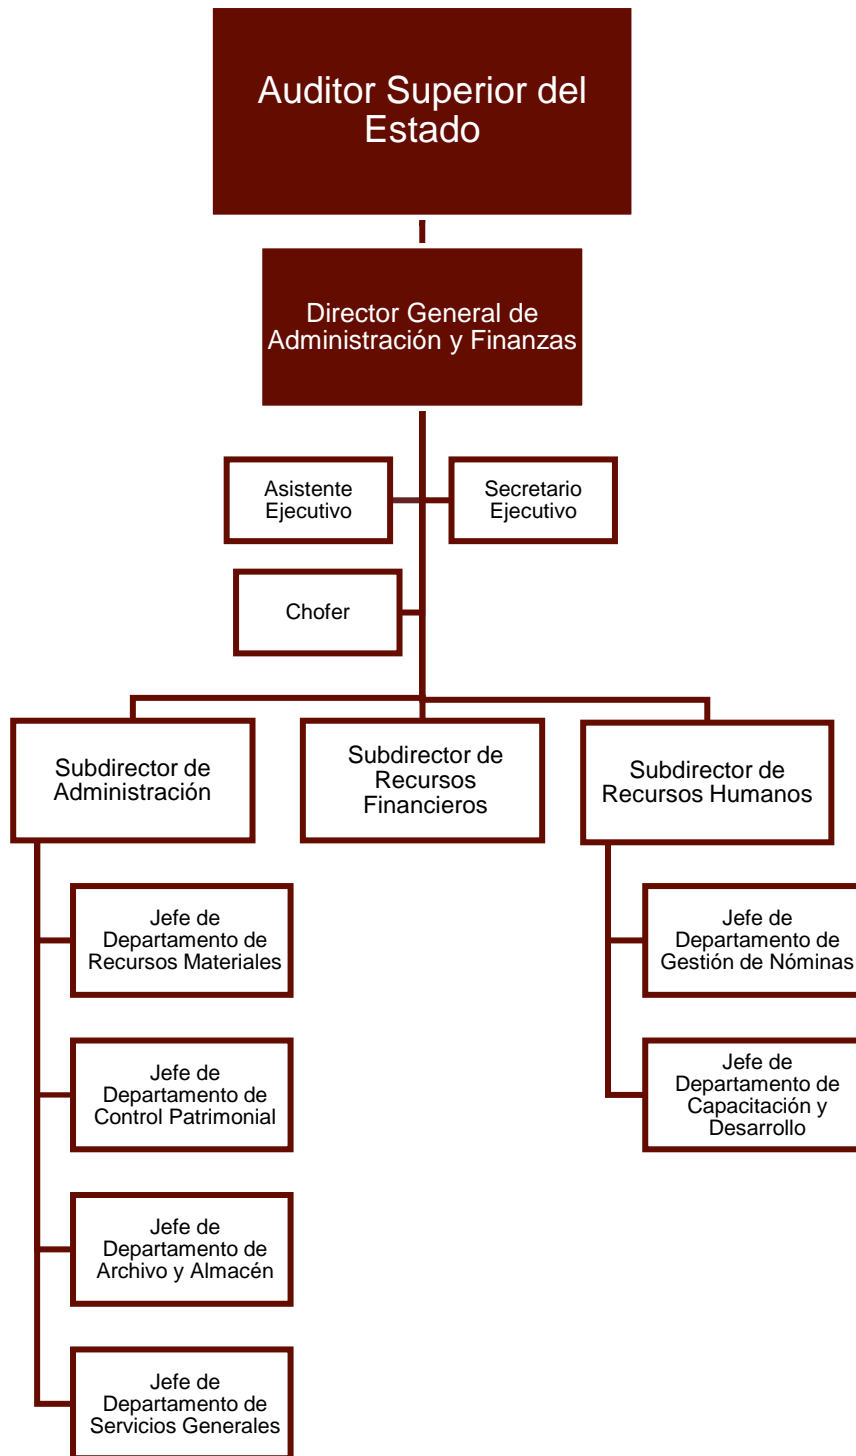 Auditor Superior del
Estado
Director General de
Administración y Finanzas
Asistente
Ejecutivo
Secretario
Ejecutivo
Chofer
Subdirector de
Administración
Subdirector de
Recursos
Financieros
Subdirector de
Recursos Humanos
Jefe de
Departamento de
Recursos Materiales
Jefe de
Departamento de
Gestión de Nóminas
Jefe de
Departamento de
Control Patrimonial
Jefe de
Departamento de
Capacitación y
Desarrollo
Jefe de
Departamento de
Archivo y Almacén
Jefe de
Departamento de
Servicios Generales